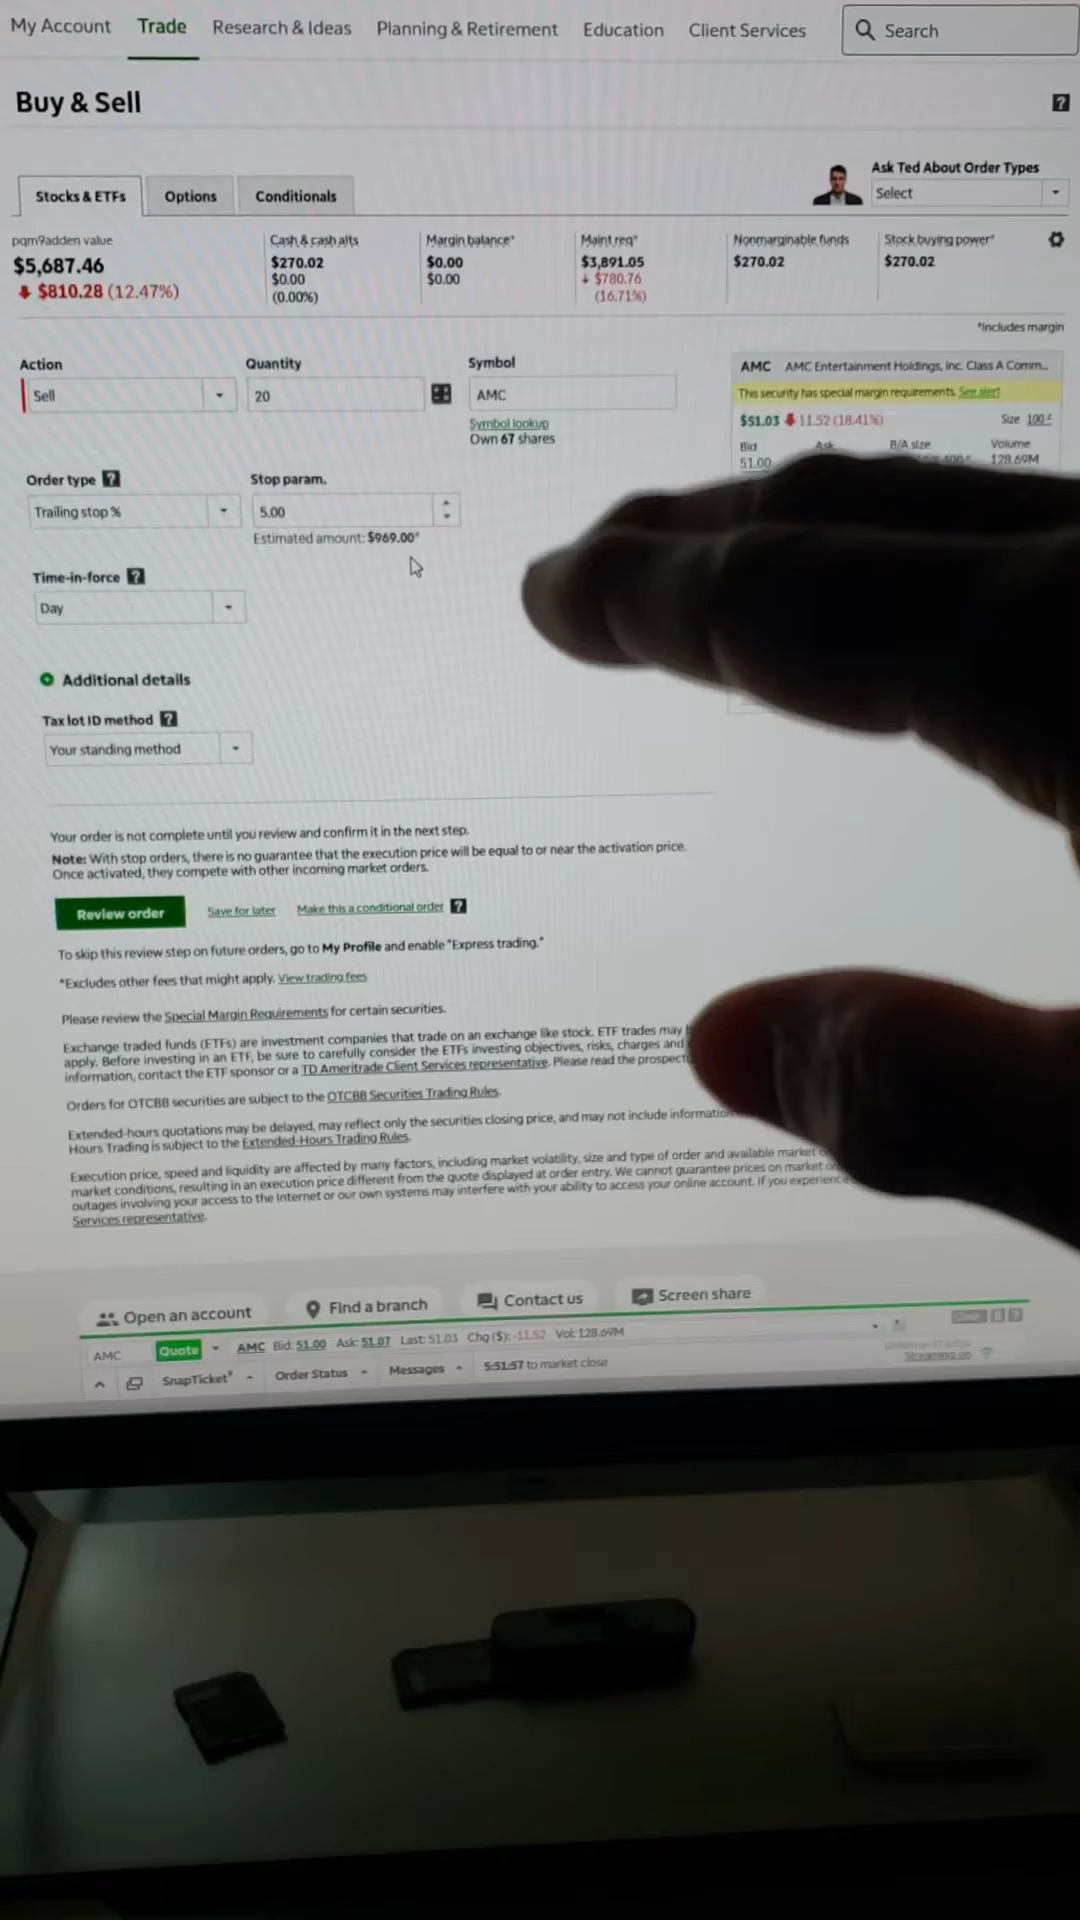 My Account Trade Research & Ideas Planning & Retirement Education Client Services Search
Buy & Sell ?
Ask Ted About Order Types
Select
Stocks & ETFs Options Conditionals
pqm9adden value Cash & cash alts Margin balance* Maint req* Nonmarginable funds Stock buying power*
$5,687.46 $270.02 $0.00 $3,891.05 $270.02 $270.02
$810.28 (12.47%) $0.00 $0.00 $780.76
(0.00%) (16.71%)
*Includes margin
Action Quantity Symbol
Sell 20 AMC
Symbol lookup
Own 67 shares
AMC AMC Entertainment Holdings, Inc. Class A Comm...
This security has special margin requirements. See alert
$51.03 11.52 (18.41%) Size 100
Bid Ask B/A size Volume
51.00 128.69M
Order type ? Stop param.
Trailing stop % 5.00
Estimated amount: $969.00*
Time-in-force ?
Day
Additional details
Tax lot ID method ?
Your standing method
Your order is not complete until you review and confirm it in the next step.
Note: With stop orders, there is no guarantee that the execution price will be equal to or near the activation price.
Once activated, they compete with other incoming market orders.
Review order Save for later Make this a conditional order ?
To skip this review step on future orders, go to My Profile and enable "Express trading."
*Excludes other fees that might apply. View trading fees
Please review the Special Margin Requirements for certain securities.
Exchange traded funds (ETFs) are investment companies that trade on an exchange like stock. ETF trades may
apply. Before investing in an ETF, be sure to carefully consider the ETFs investing objectives, risks, charges and
information, contact the ETF sponsor or a TD Ameritrade Client Services representative. Please read the
Orders for OTCBB securities are subject to the OTCBB Securities Trading Rules.
Extended-hours quotations may be delayed, may reflect only the securities closing price, and may not include information
Hours Trading is subject to the Extended-Hours Trading Rules.
Execution price, speed and liquidity are affected by many factors, including market volatility, size and type of order and available market
market conditions, resulting in an execution price different from the quote displayed at order entry. We cannot guarantee prices on market
outages involving your access to the Internet or our own systems may interfere with your ability to access your online account. If you experience
Services representative.
Open an account Find a branch Contact us Screen share
AMC Quote AMC Bid: 51.00 Ask: 51.07 Last: 51.03 Chg ($): -11.52 Vol: 128.69M
SnapTicket® Order Status Messages 5:51:57 to market close Streaming on